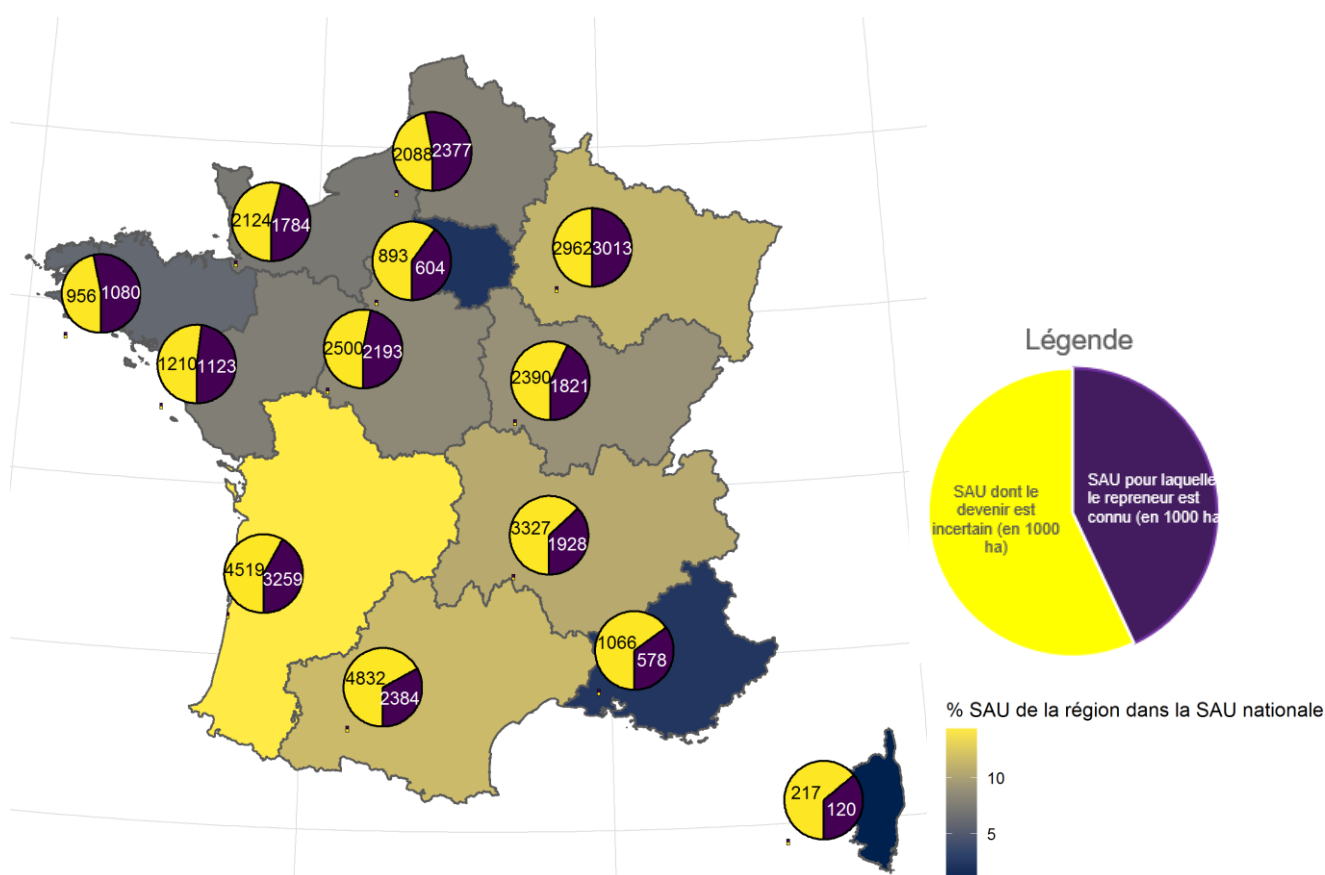 2088 2377
2124 1784
893 604
2962 3013
956 1080
1210 1123
2500 2193
2390 1821
3327 1928
4519 3259
1066 578
4832 2384
217 120
Légende
SAU dont le
devenir est
incertain (en 1000
ha)
SAU pour laquelle
le repreneur est
connu (en 1000 ha
% SAU de la région dans la SAU nationale
10
5